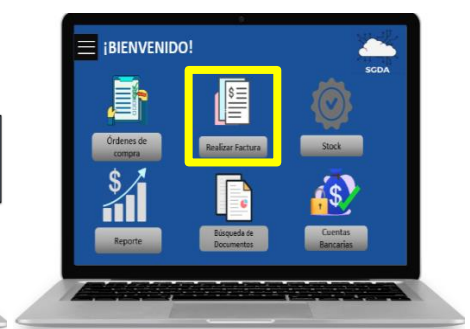 ¡BIENVENIDO!
SGDA
Órdenes de
compra
Realizar Factura
Stock
Reporte
Búsqueda de
Documentos
Cuentas
Bancarias